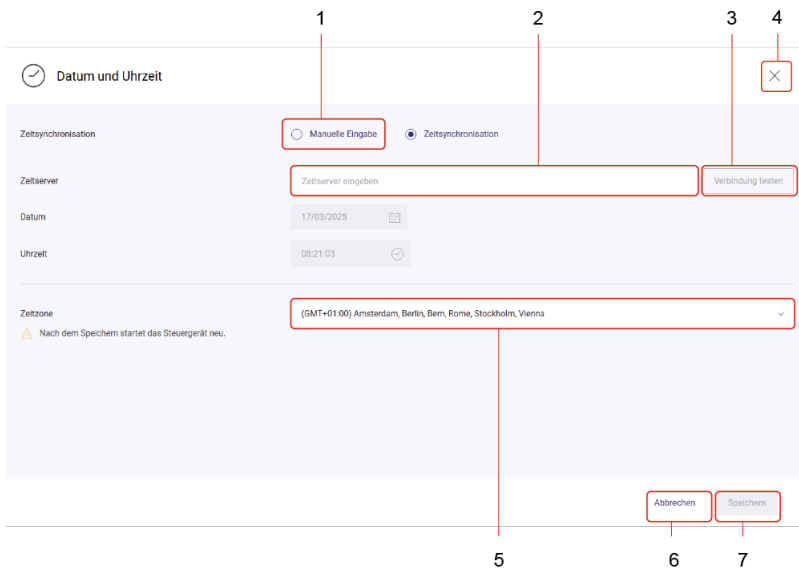 1 2 3 4
Datum und Uhrzeit
Zeitsynchronisation Manuelle Eingabe Zeitsynchronisation
Zeitserver Zeitserver eingeben Verbindung testen
Datum 17/03/2025
Uhrzeit 08:21:03
Zeitzone (GMT+01:00) Amsterdam, Berlin, Bern, Rome, Stockholm, Vienna
Nach dem Speichern startet das Steuergerät neu.
Abbrechen Speichern
5 6 7